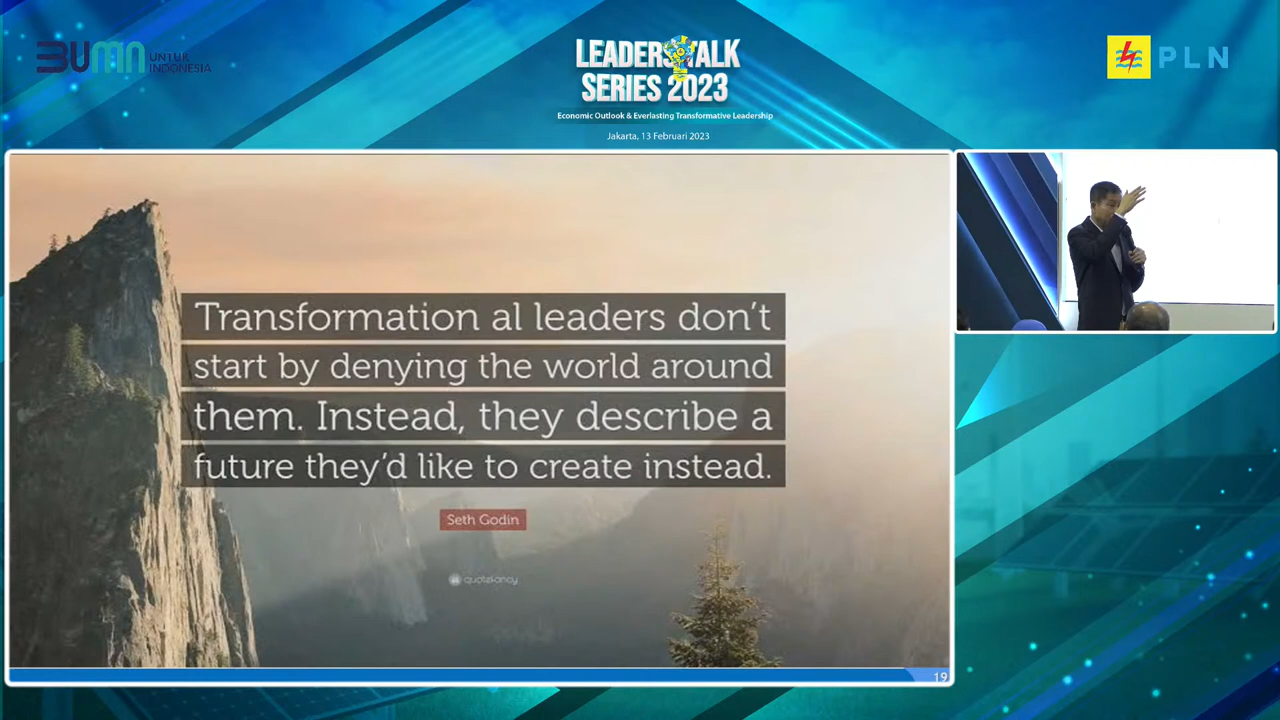 BUMN UNTUK
INDONESIA
LEADERSTALK
SERIES 2023
Economic Outlook & Everlasting Transformative Leadership
Jakarta, 13 Februari 2023
PLN
Transformation al leaders don't
start by denying the world around
them. Instead, they describe a
future they'd like to create instead.
Seth Godin
quotefancy
19